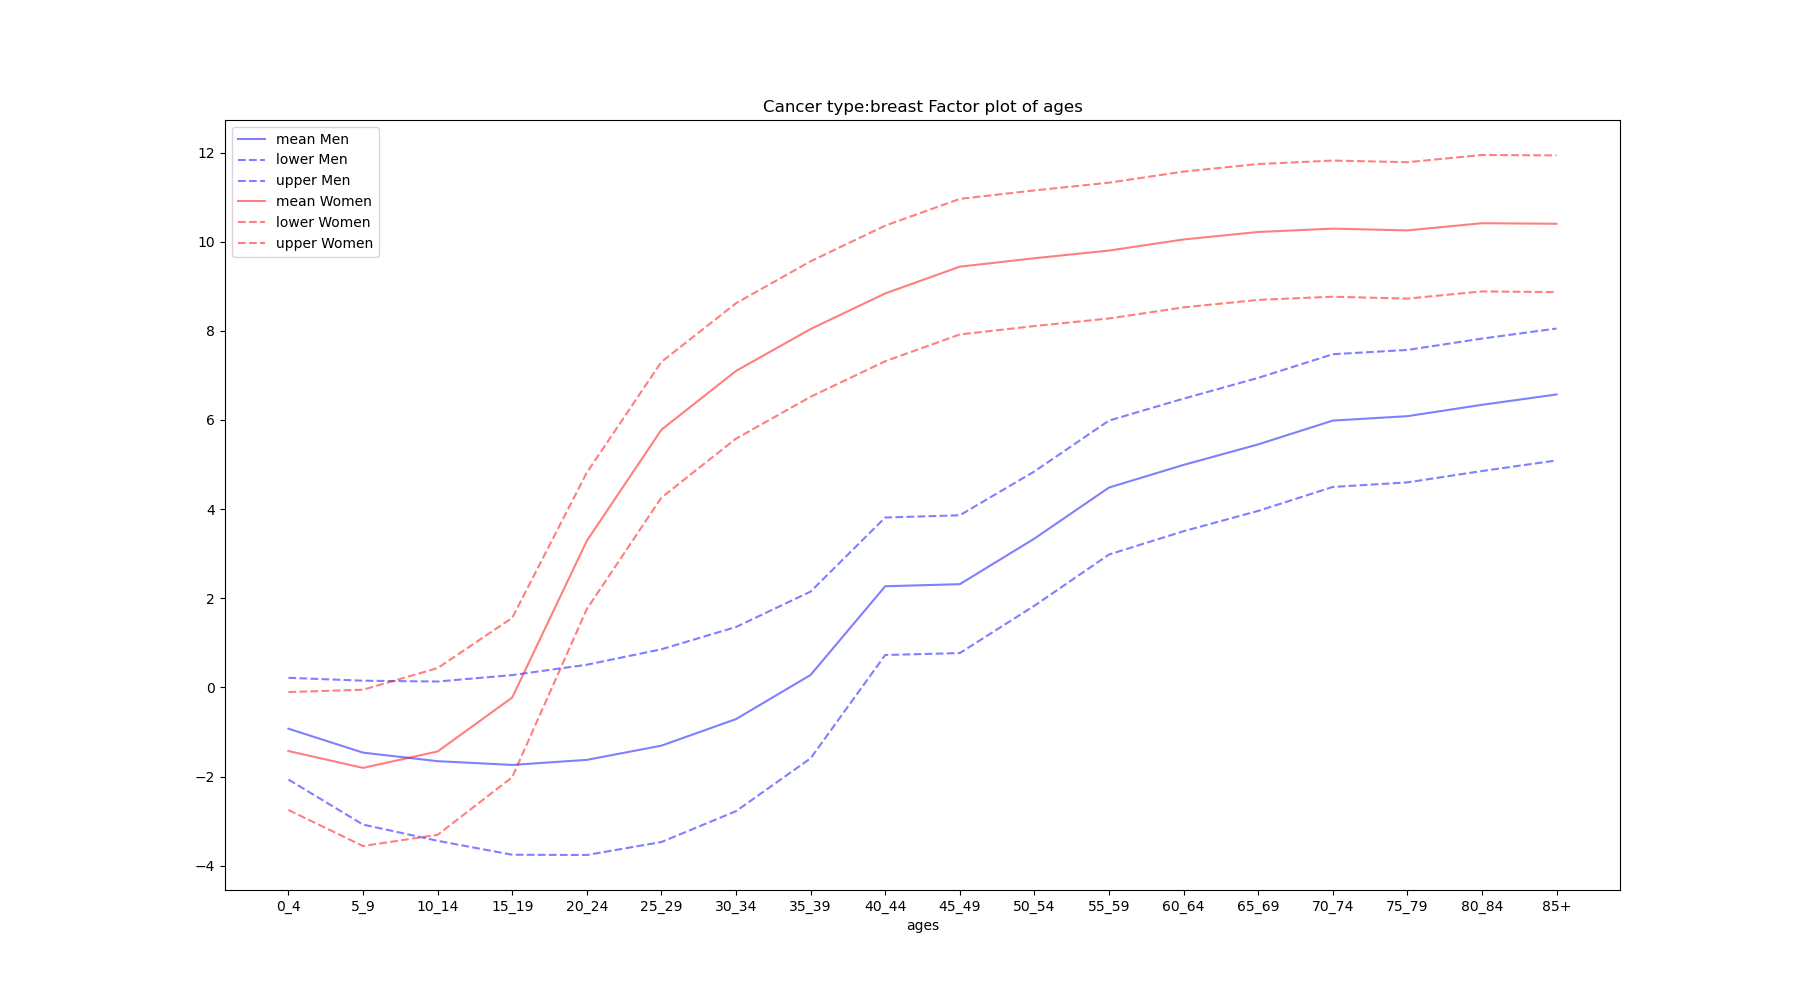 Cancer type:breast Factor plot of ages
mean Men
lower Men
upper Men
mean Women
lower Women
upper Women
12
10
8
6
4
2
0
−2
−4
0_4 5_9 10_14 15_19 20_24 25_29 30_34 35_39 40_44 45_49 50_54 55_59 60_64 65_69 70_74 75_79 80_84 85+
ages